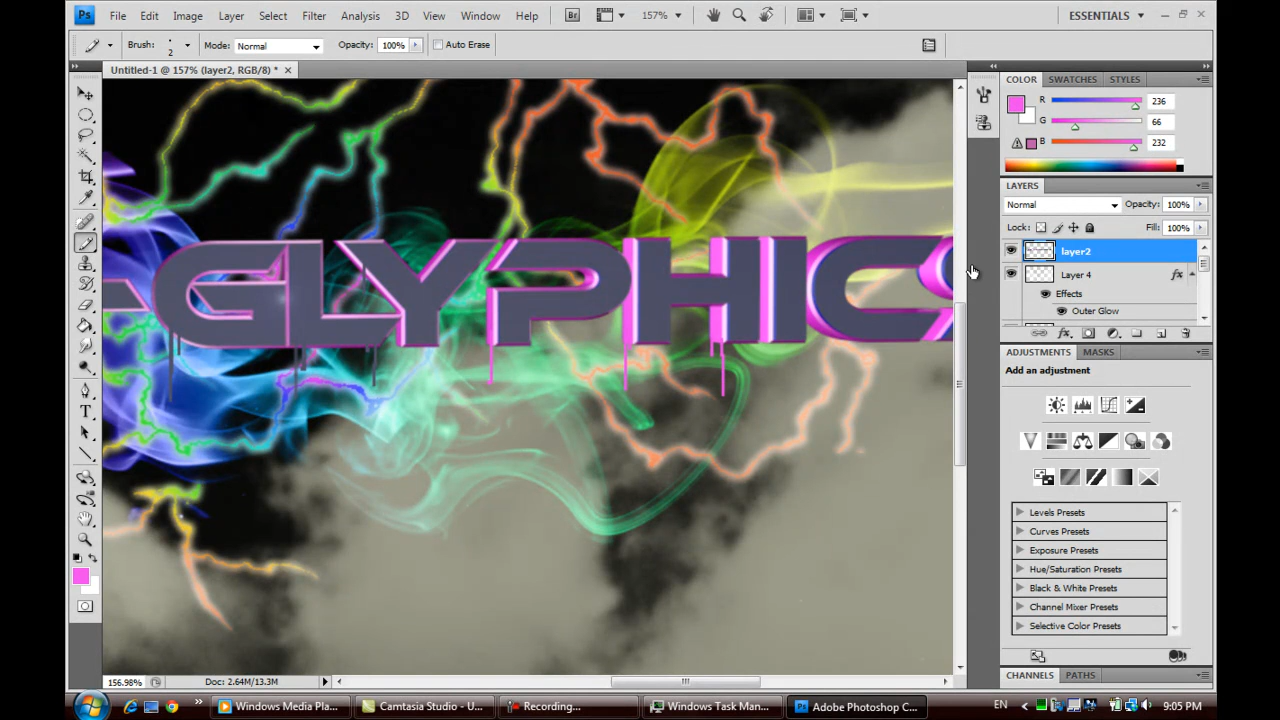 Ps File Edit Image Layer Select Filter Analysis 3D View Window Help Br 157% ESSENTIALS
Brush: 2 Mode: Normal Opacity: 100% Auto Erase
Untitled-1 @ 157% (layer2, RGB/8) * ×
COLOR SWATCHES STYLES
R 236
G 66
B 232
LAYERS
Normal Opacity: 100%
Lock: Fill: 100%
layer2
Layer 4 fx
Effects
Outer Glow
GLYPHICS
ADJUSTMENTS MASKS
Add an adjustment
Levels Presets
Curves Presets
Exposure Presets
Hue/Saturation Presets
Black & White Presets
Channel Mixer Presets
Selective Color Presets
CHANNELS PATHS
156.98% Doc: 2.64M/13.3M
Windows Media Pla... Camtasia Studio - U... Recording... Windows Task Man... Adobe Photoshop C... EN 9:05 PM